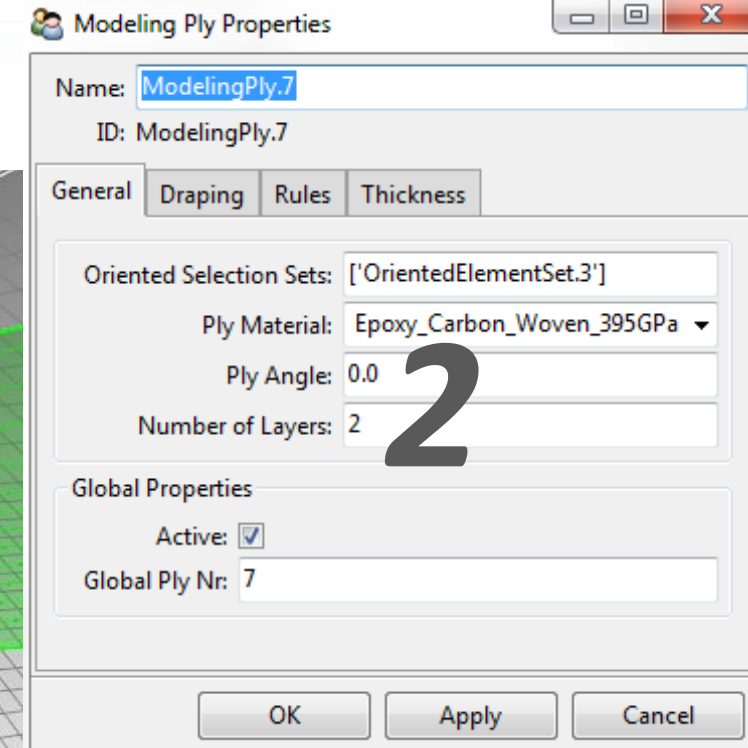 Modeling Ply Properties
Name: ModelingPly.7
ID: ModelingPly.7
General Draping Rules Thickness
Oriented Selection Sets: ['OrientedElementSet.3']
Ply Material: Epoxy_Carbon_Woven_395GPa
Ply Angle: 0.0
Number of Layers: 2
2
Global Properties
Active:
Global Ply Nr: 7
OK Apply Cancel